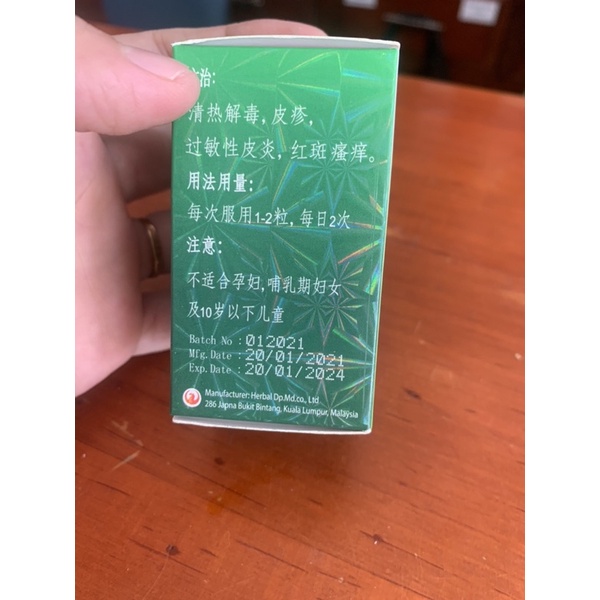 治:
清热解毒,皮疹,
过敏性皮炎,红斑瘙痒。
用法用量:
每次服用1-2粒,每日2次
注意:
不适合孕妇,哺乳期妇女
及10岁以下儿童
Batch No : 012021
Mfg.Date : 20/01/2021
Exp.Date : 20/01/2024
Manufacturer: Herbal Dp.Md.co., Ltd
286 Japna Bukit Bintang, Kuala Lumpur, Malaysia